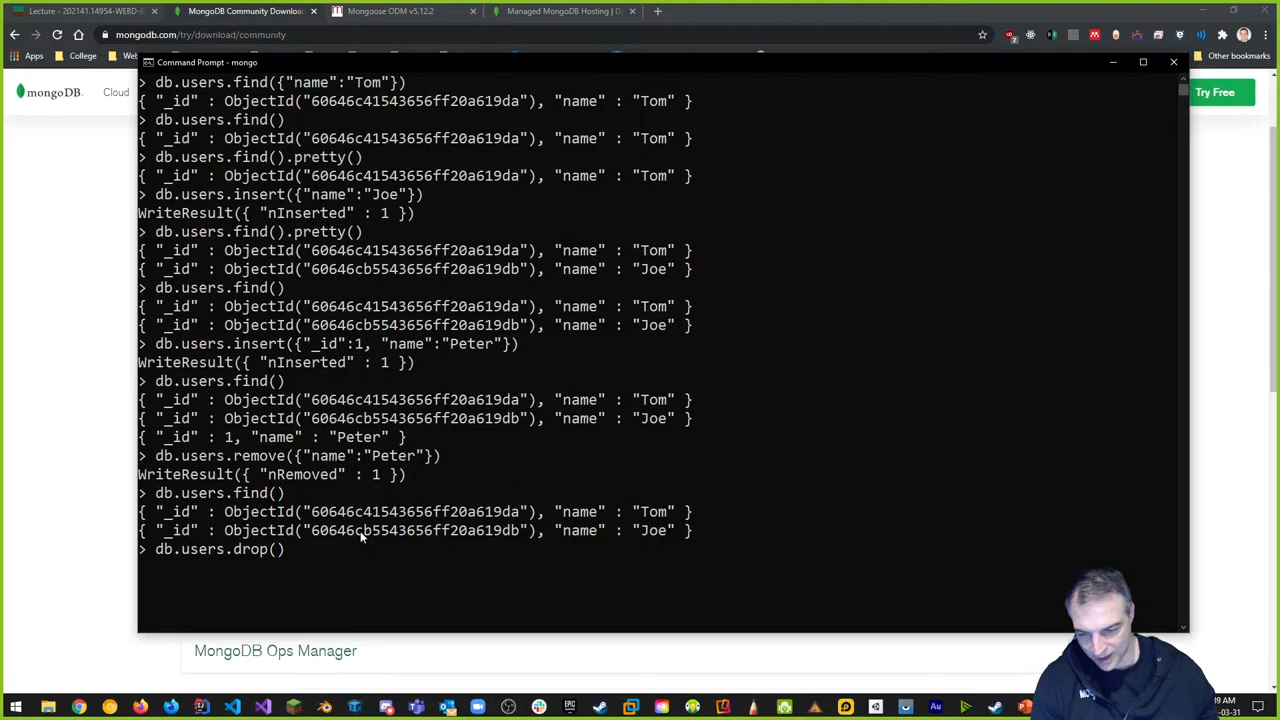 Lecture - 202141.14954-WEBD-
MongoDB Community Download
Mongoose ODM v5.12.2
Managed MongoDB Hosting | D
mongodb.com/try/download/community
Apps
College
Other bookmarks
mongoDB.
Cloud
Try Free
Command Prompt - mongo
> db.users.find({"name":"Tom"})
{ "_id" : ObjectId("60646c41543656ff20a619da"), "name" : "Tom" }
> db.users.find()
{ "_id" : ObjectId("60646c41543656ff20a619da"), "name" : "Tom" }
> db.users.find().pretty()
{ "_id" : ObjectId("60646c41543656ff20a619da"), "name" : "Tom" }
> db.users.insert({"name":"Joe"})
WriteResult({ "nInserted" : 1 })
> db.users.find().pretty()
{ "_id" : ObjectId("60646c41543656ff20a619da"), "name" : "Tom" }
{ "_id" : ObjectId("60646cb5543656ff20a619db"), "name" : "Joe" }
> db.users.find()
{ "_id" : ObjectId("60646c41543656ff20a619da"), "name" : "Tom" }
{ "_id" : ObjectId("60646cb5543656ff20a619db"), "name" : "Joe" }
> db.users.insert({"_id":1, "name":"Peter"})
WriteResult({ "nInserted" : 1 })
> db.users.find()
{ "_id" : ObjectId("60646c41543656ff20a619da"), "name" : "Tom" }
{ "_id" : ObjectId("60646cb5543656ff20a619db"), "name" : "Joe" }
{ "_id" : 1, "name" : "Peter" }
> db.users.remove({"name":"Peter"})
WriteResult({ "nRemoved" : 1 })
> db.users.find()
{ "_id" : ObjectId("60646c41543656ff20a619da"), "name" : "Tom" }
{ "_id" : ObjectId("60646cb5543656ff20a619db"), "name" : "Joe" }
> db.users.drop()
MongoDB Ops Manager